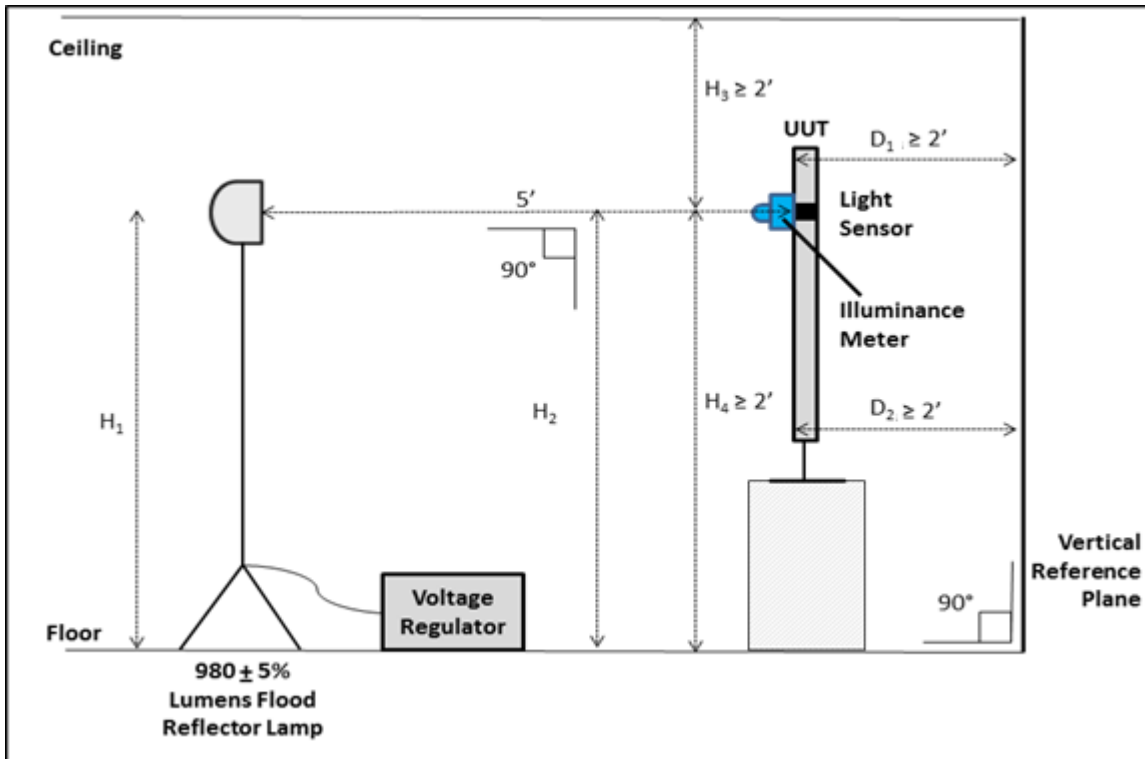 Ceiling
H₃ ≥ 2’
UUT
D₁ ≥ 2’
5’
Light
Sensor
90°
Illuminance
Meter
H₁
H₂
H₄ ≥ 2’
D₂ ≥ 2’
Vertical
Reference
Plane
90°
Voltage
Regulator
Floor
980 ± 5%
Lumens Flood
Reflector Lamp